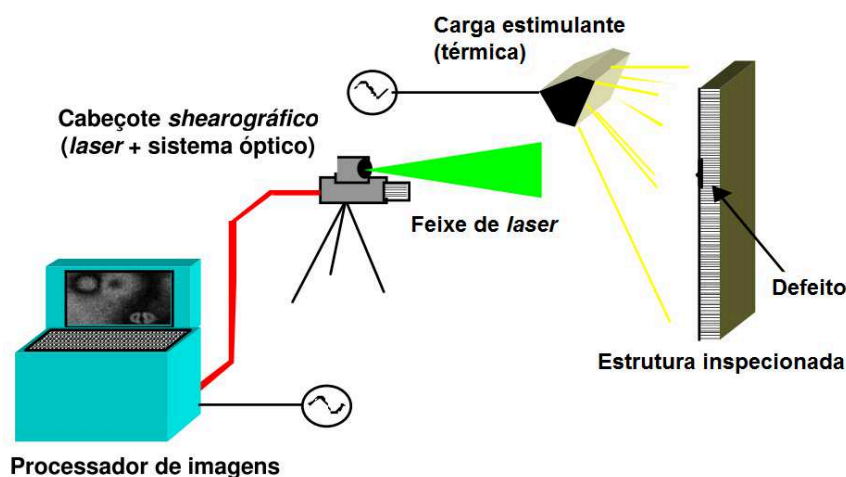 Carga estimulante
(térmica)
Cabeçote shearográfico
(laser + sistema óptico)
Feixe de laser
Defeito
Estrutura inspecionada
Processador de imagens